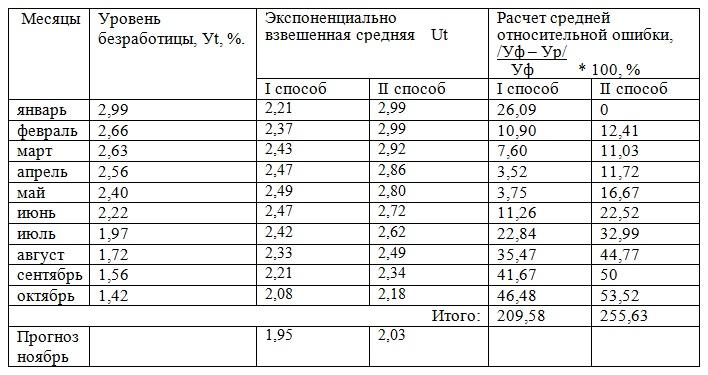 Месяцы Уровень безработицы, Yt, %. Экспоненциально взвешенная средняя Ut Расчет средней относительной ошибки, /Уф – Ур/ Уф * 100, %
I способ II способ I способ II способ
январь 2,99 2,21 2,99 26,09 0
февраль 2,66 2,37 2,99 10,90 12,41
март 2,63 2,43 2,92 7,60 11,03
апрель 2,56 2,47 2,86 3,52 11,72
май 2,40 2,49 2,80 3,75 16,67
июнь 2,22 2,47 2,72 11,26 22,52
июль 1,97 2,42 2,62 22,84 32,99
август 1,72 2,33 2,49 35,47 44,77
сентябрь 1,56 2,21 2,34 41,67 50
октябрь 1,42 2,08 2,18 46,48 53,52
Итого: 209,58 255,63
Прогноз ноябрь 1,95 2,03